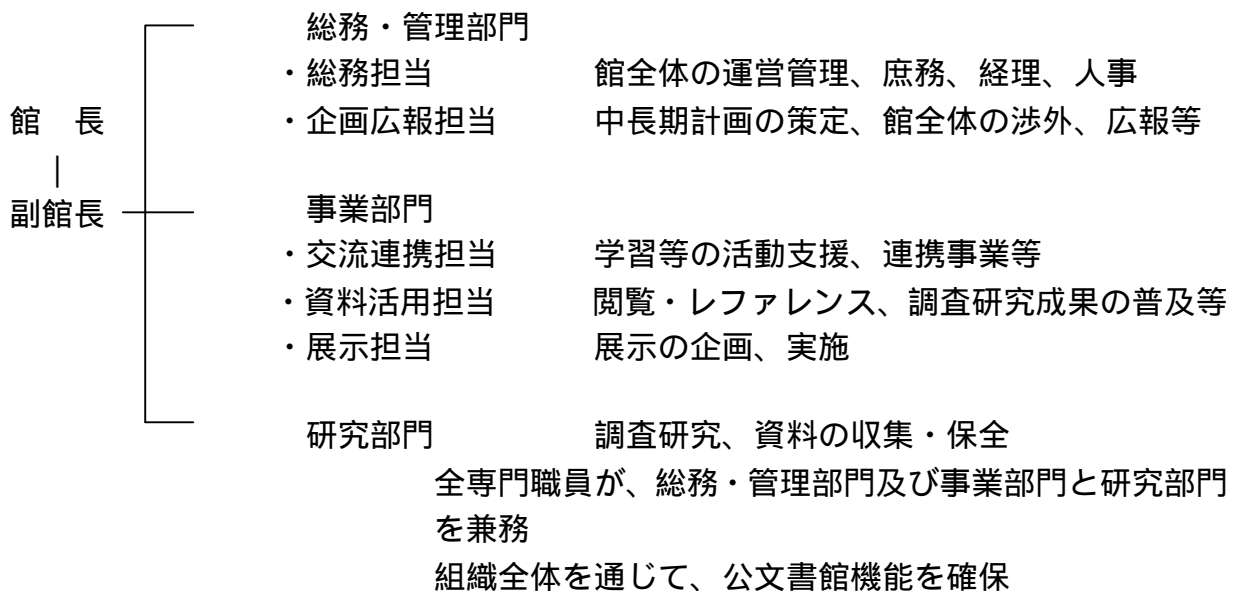 総務・管理部門
・総務担当　館全体の運営管理、庶務、経理、人事
館　長　・企画広報担当　中長期計画の策定、館全体の渉外、広報等
副館長　事業部門
・交流連携担当　学習等の活動支援、連携事業等
・資料活用担当　閲覧・レファレンス、調査研究成果の普及等
・展示担当　展示の企画、実施
研究部門　調査研究、資料の収集・保全
全専門職員が、総務・管理部門及び事業部門と研究部門
を兼務
組織全体を通じて、公文書館機能を確保